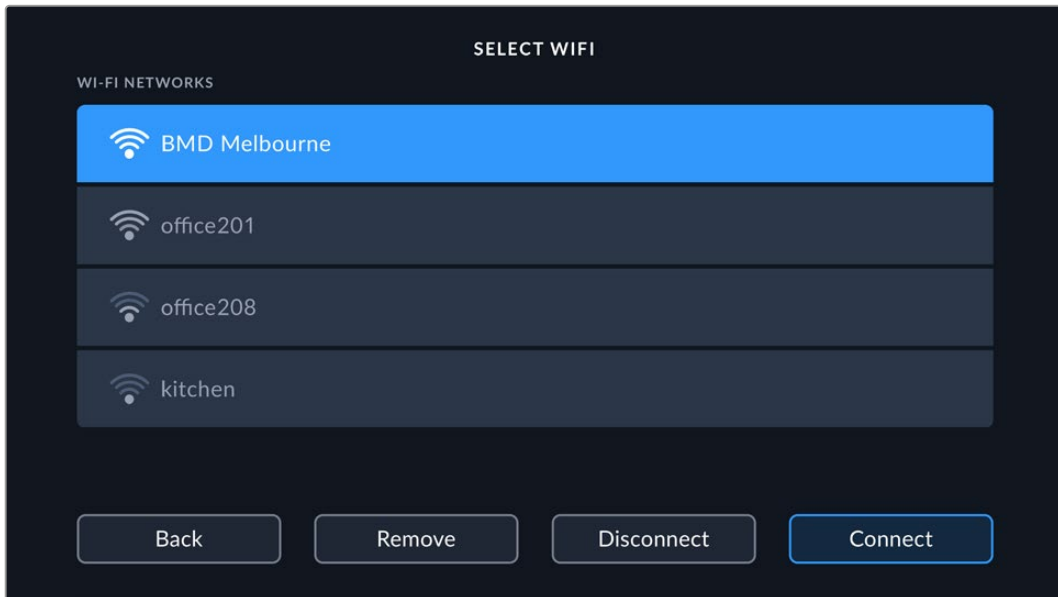 SELECT WIFI
WI-FI NETWORKS
BMD Melbourne
office201
office208
kitchen
Back
Remove
Disconnect
Connect